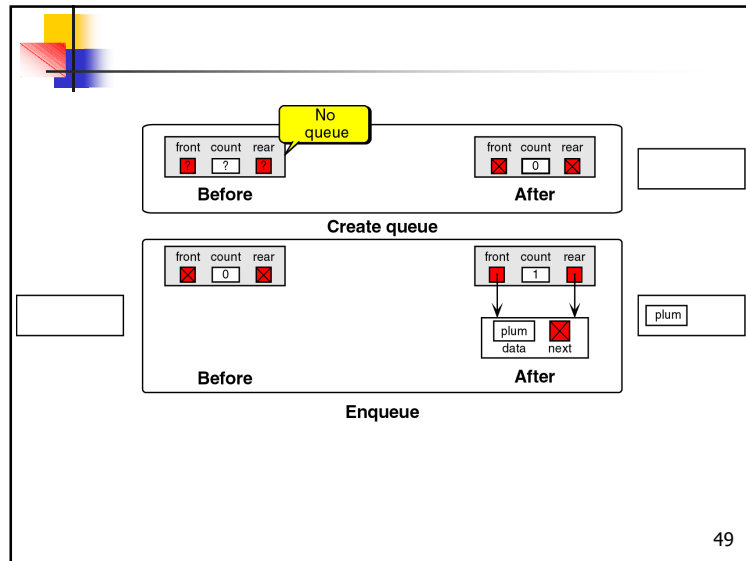 No
queue
front count rear
? ? ?
Before
front count rear
0
After
Create queue
front count rear
0
Before
front count rear
1
plum
data next
After
plum
Enqueue
49